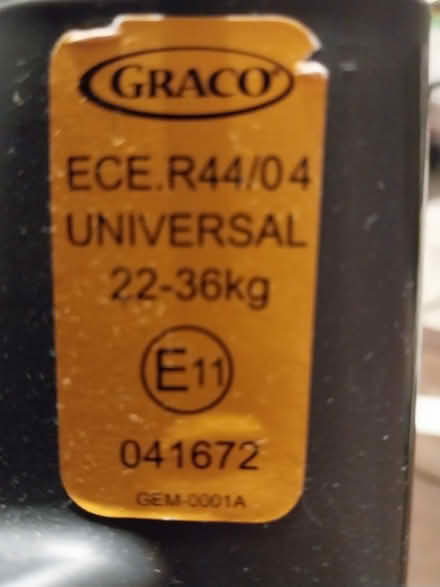 GRACO
ECE.R44/04
UNIVERSAL
22-36kg
E11
041672
GEM-0001A